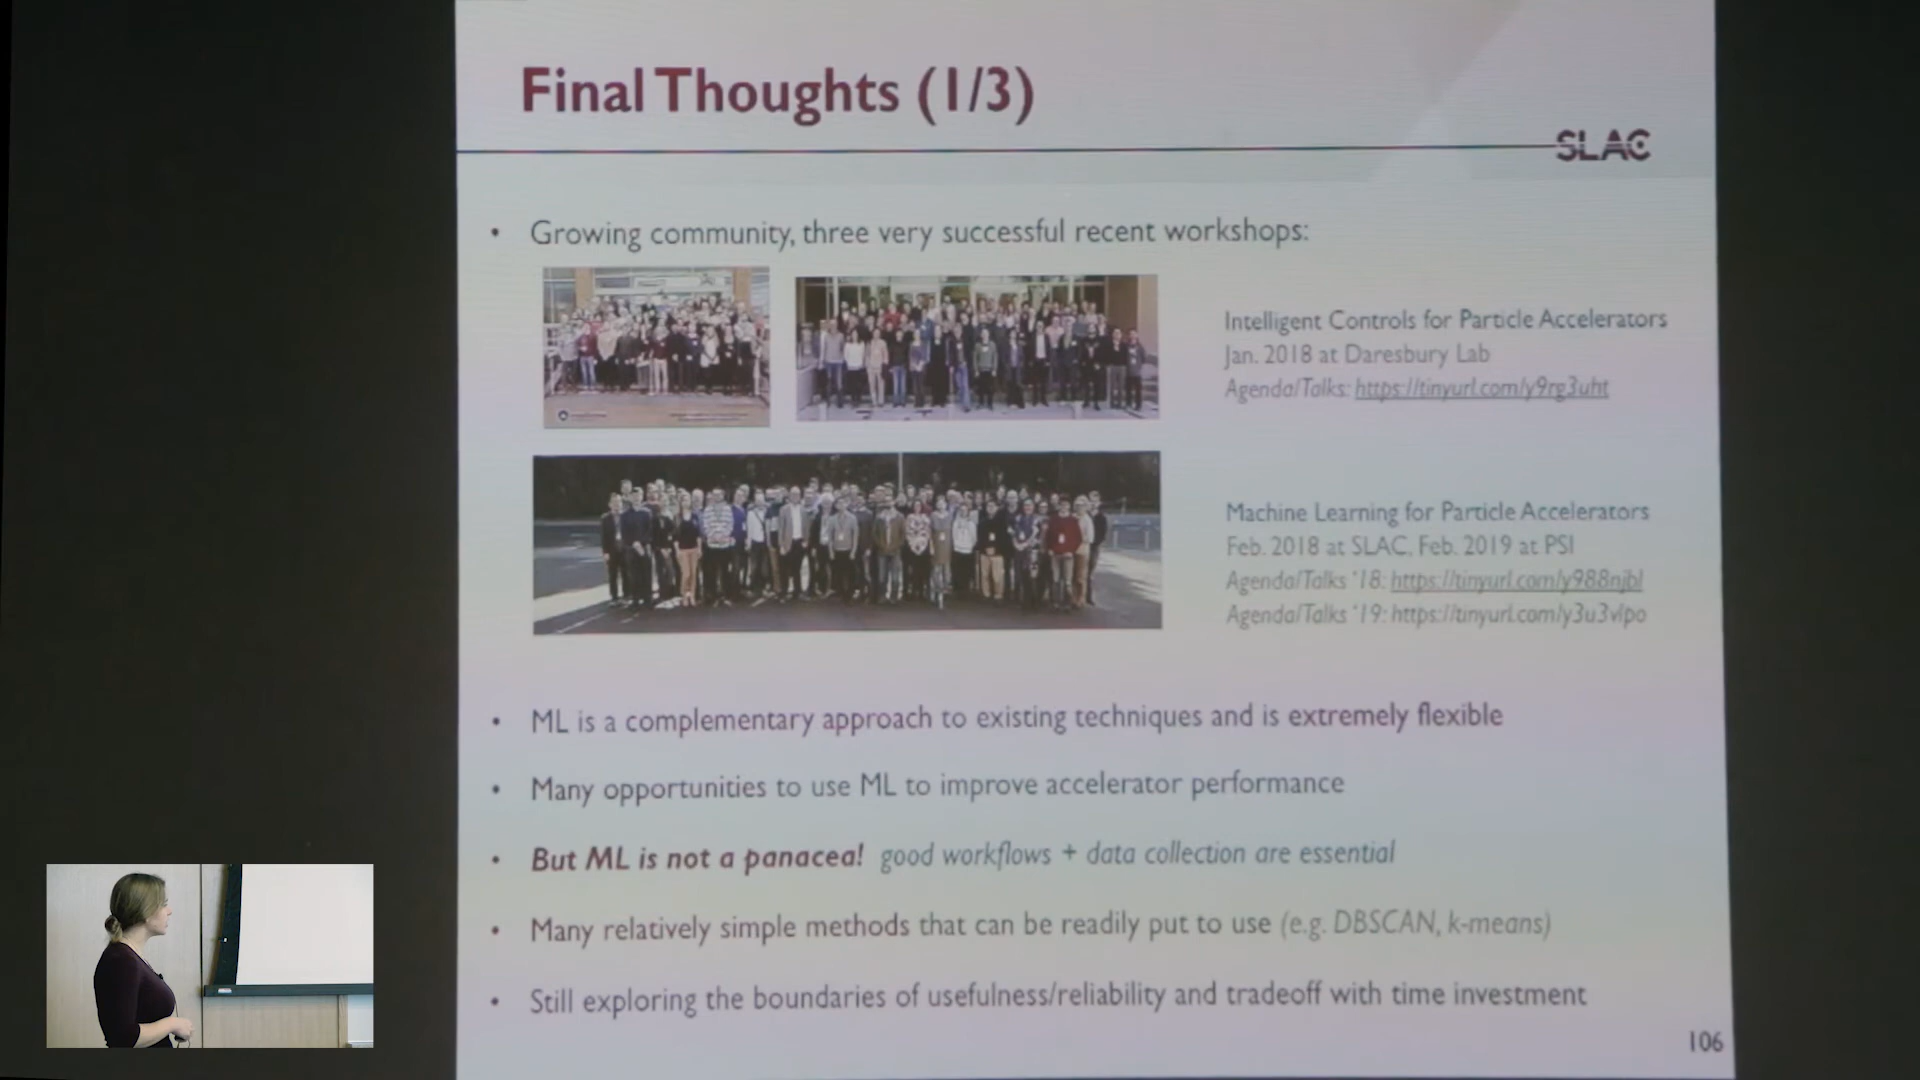 Final Thoughts (1/3)
SLAC
• Growing community, three very successful recent workshops:
Intelligent Controls for Particle Accelerators
Jan. 2018 at Daresbury Lab
Agenda/Talks: https://tinyurl.com/y9rg3uht
Machine Learning for Particle Accelerators
Feb. 2018 at SLAC, Feb. 2019 at PSI
Agenda/Talks '18: https://tinyurl.com/y988njbl
Agenda/Talks '19: https://tinyurl.com/y3u3vlpo
• ML is a complementary approach to existing techniques and is extremely flexible
• Many opportunities to use ML to improve accelerator performance
• But ML is not a panacea! good workflows + data collection are essential
• Many relatively simple methods that can be readily put to use (e.g. DBSCAN, k-means)
• Still exploring the boundaries of usefulness/reliability and tradeoff with time investment
106